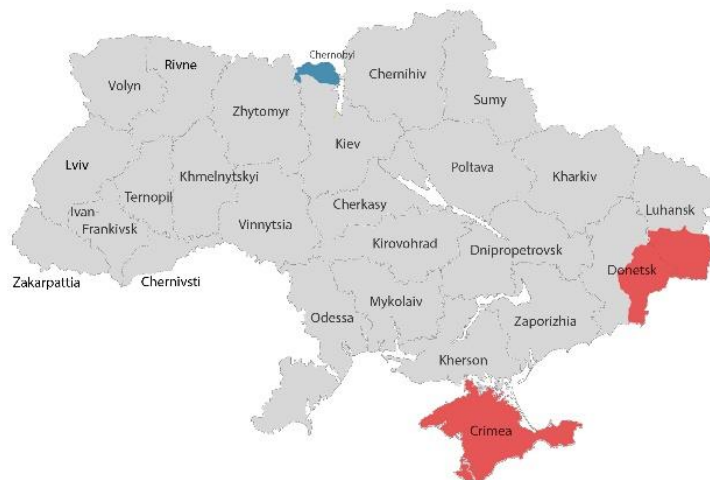 Chernobyl
Rivne
Volyn
Chernihiv
Sumy
Zhytomyr
Kiev
Lviv
Khmelnytskyi
Poltava
Kharkiv
Ternopil
Ivan-
Frankivsk
Vinnytsia
Cherkasy
Luhansk
Kirovohrad
Dnipropetrovsk
Donetsk
Zakarpattia
Chernivsti
Odessa
Mykolaiv
Zaporizhia
Kherson
Crimea